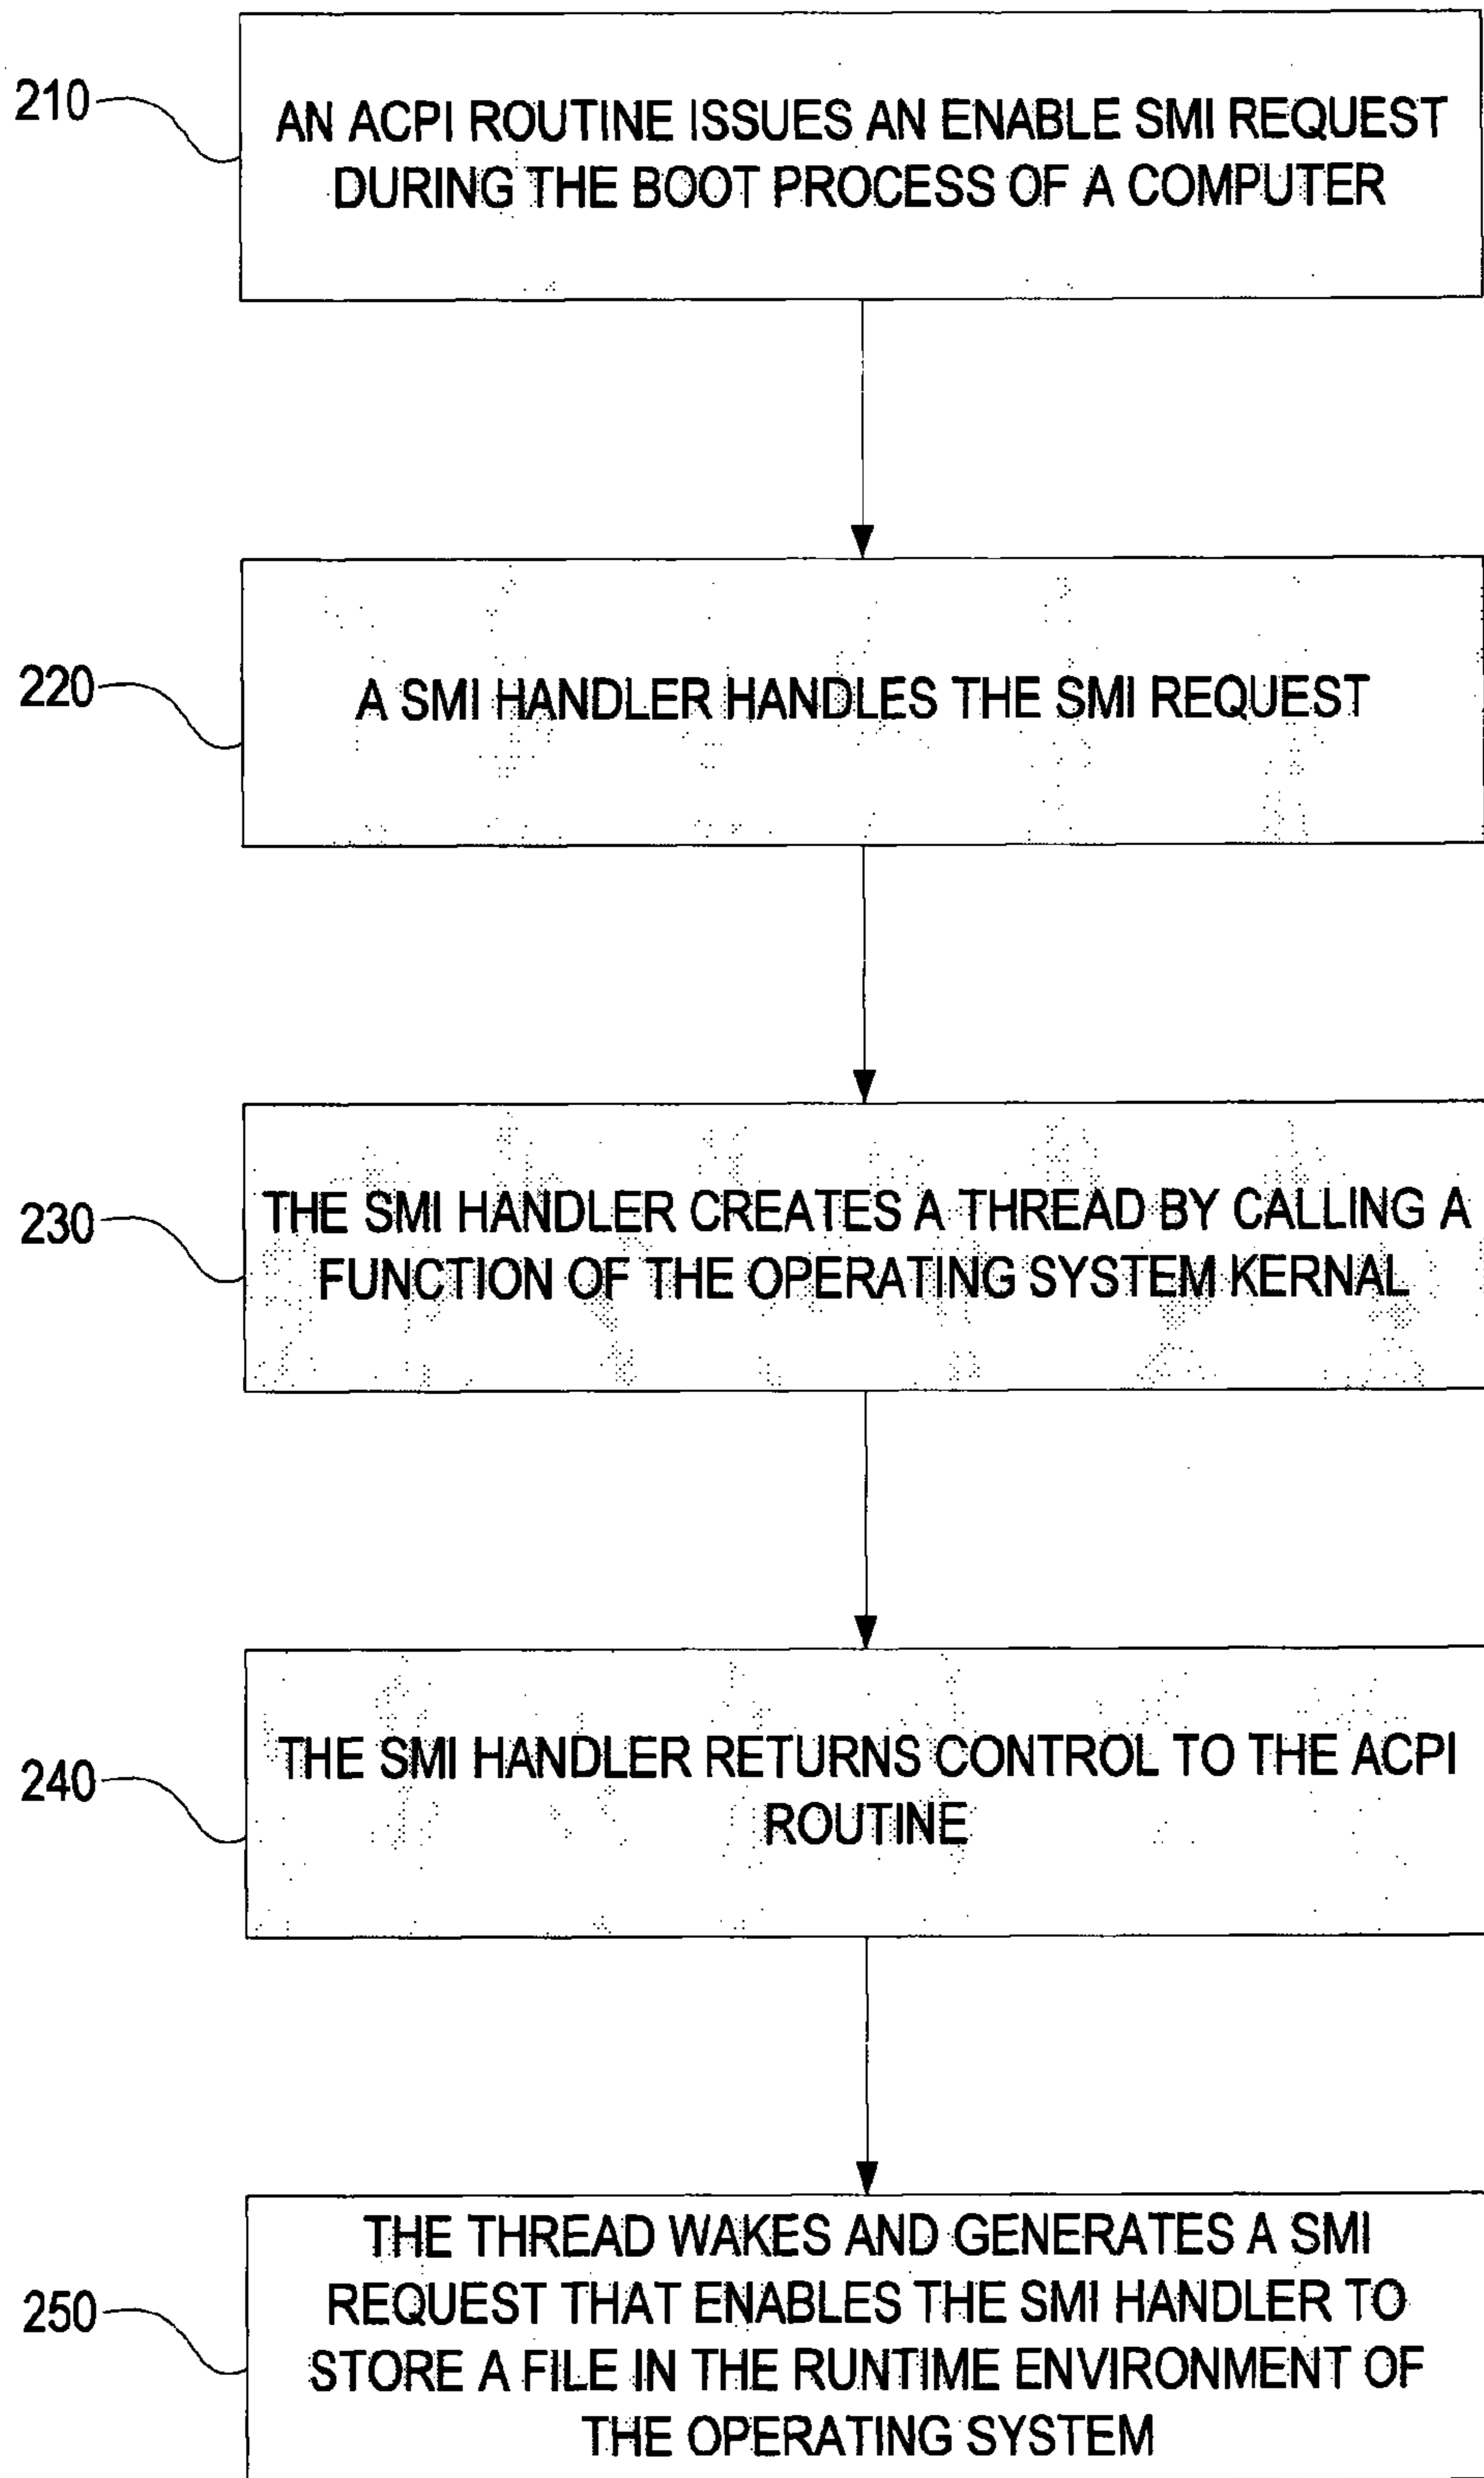 210
AN ACPI ROUTINE ISSUES AN ENABLE SMI REQUEST
DURING THE BOOT PROCESS OF A COMPUTER
220
A SMI HANDLER HANDLES THE SMI REQUEST
230
THE SMI HANDLER CREATES A THREAD BY CALLING A
FUNCTION OF THE OPERATING SYSTEM KERNAL
240
THE SMI HANDLER RETURNS CONTROL TO THE ACPI
ROUTINE
250
THE THREAD WAKES AND GENERATES A SMI
REQUEST THAT ENABLES THE SMI HANDLER TO
STORE A FILE IN THE RUNTIME ENVIRONMENT OF
THE OPERATING SYSTEM